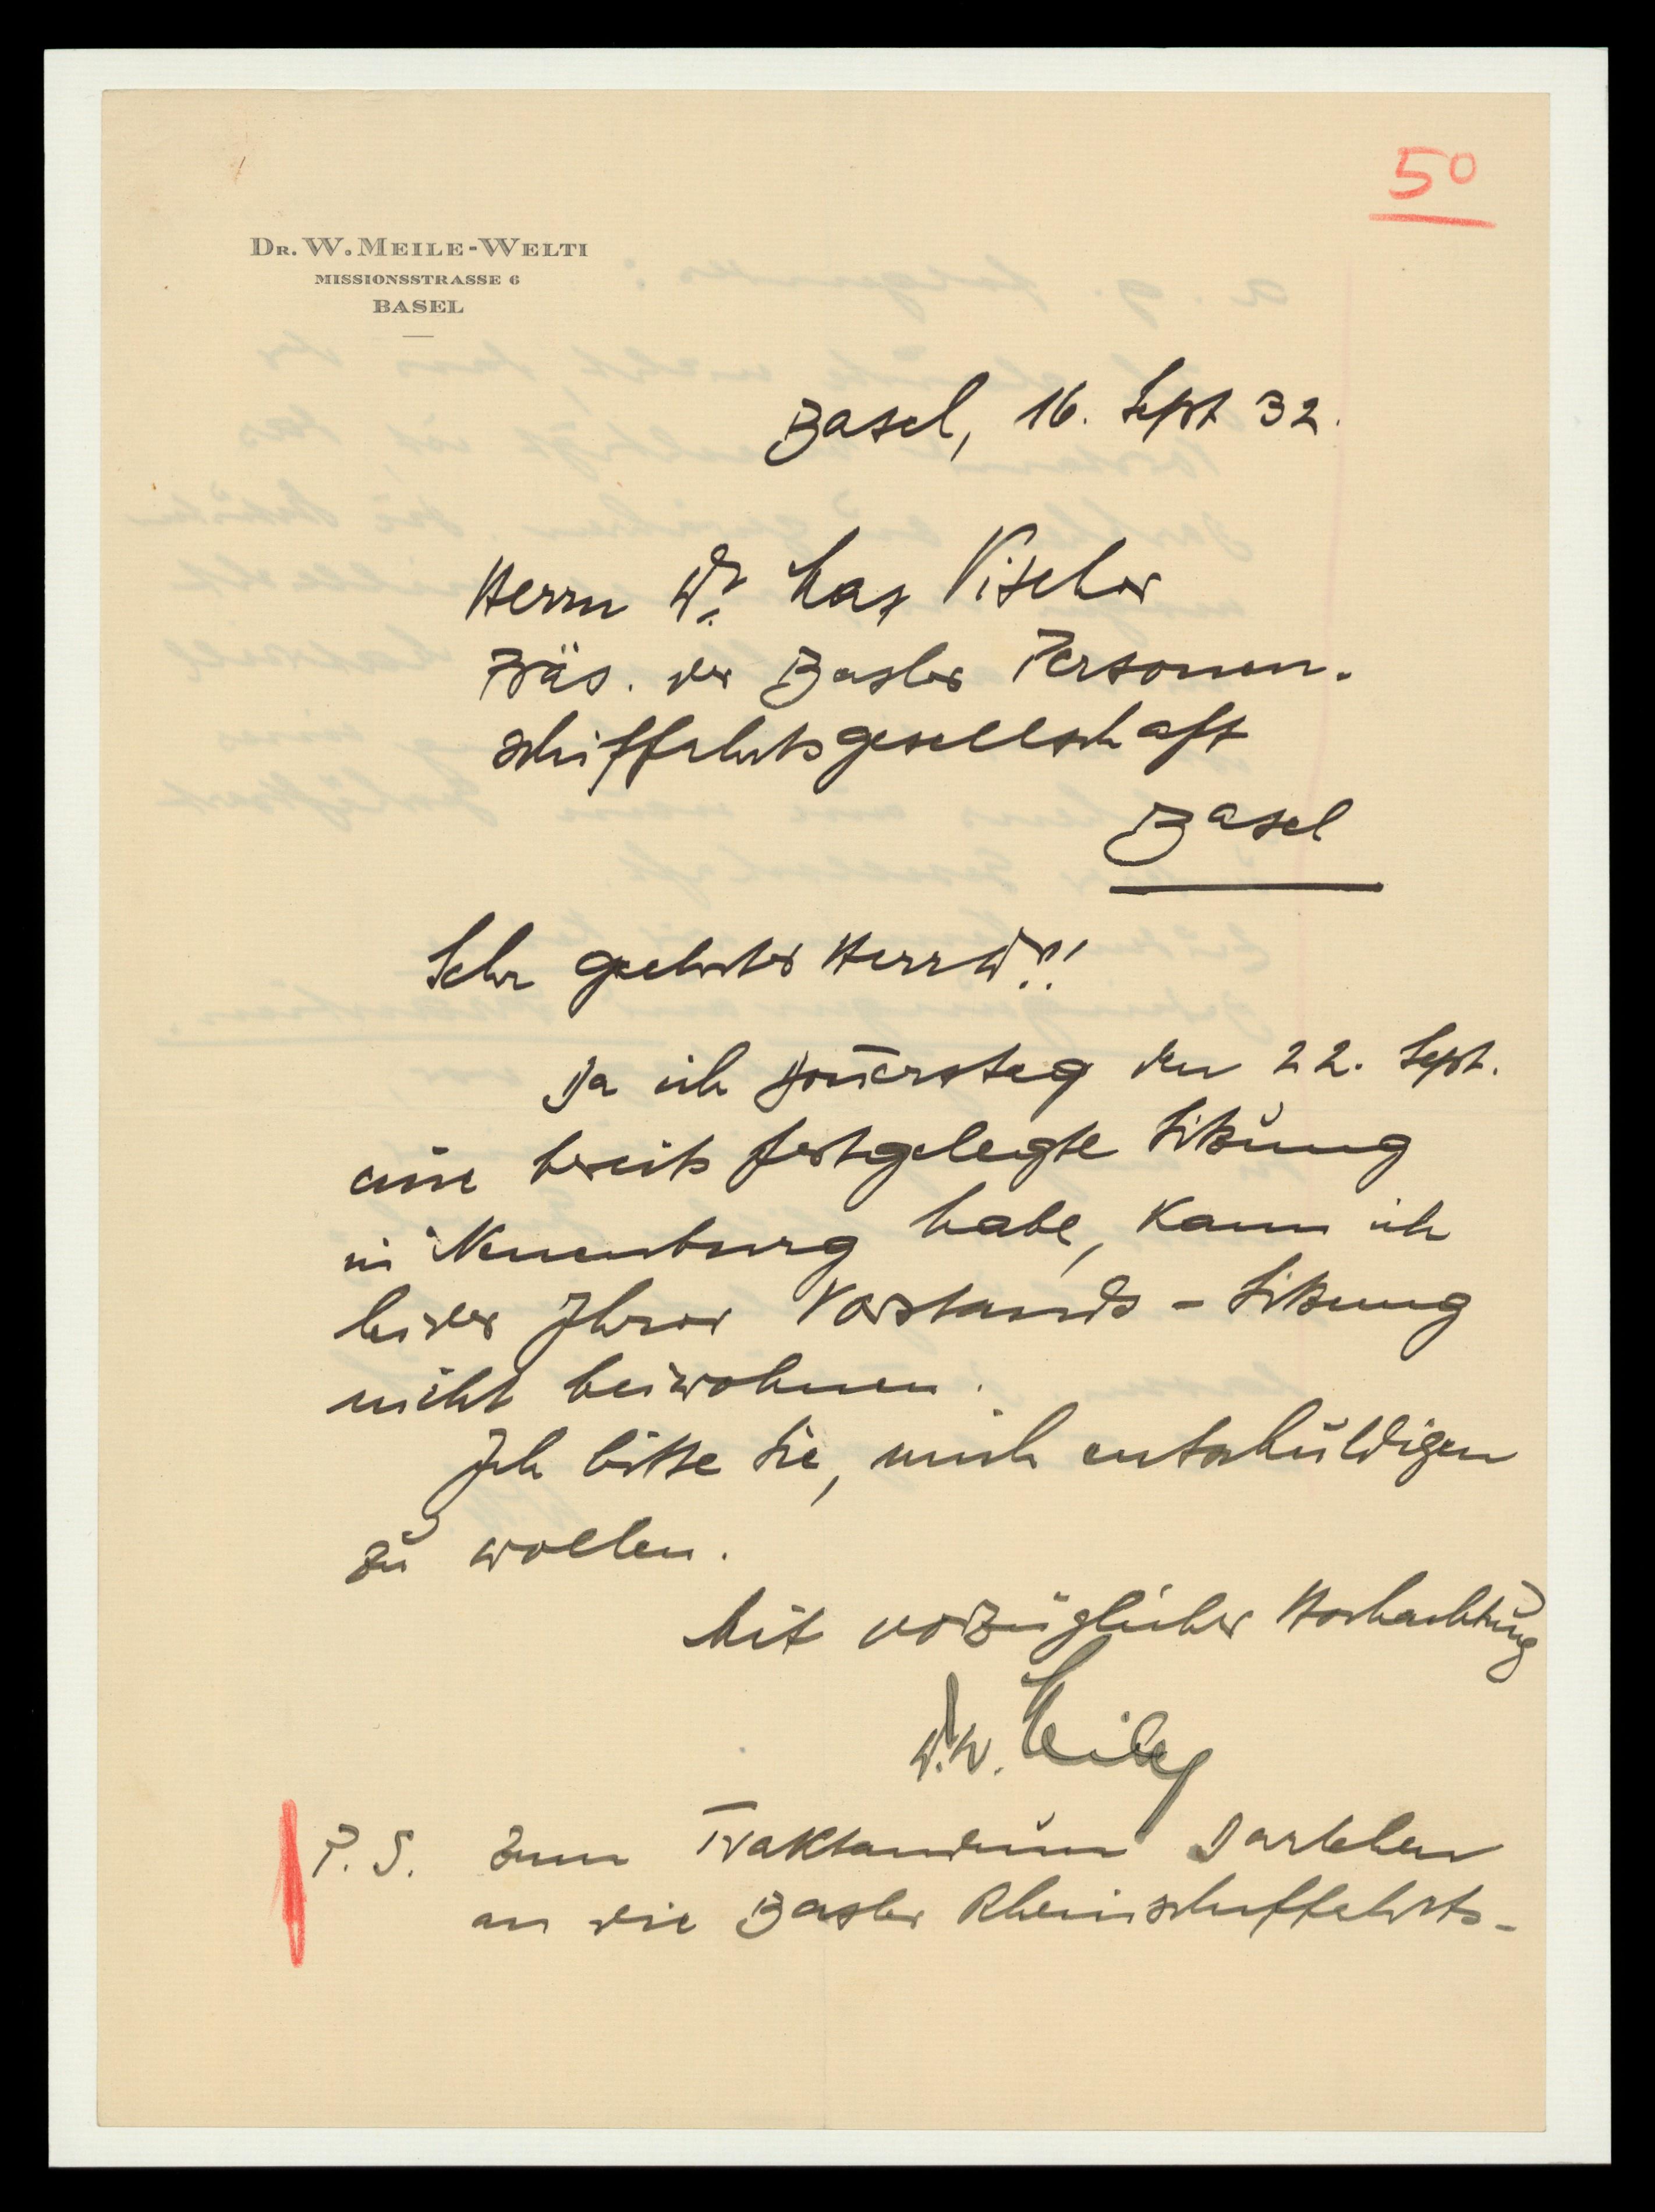 50
DR. W. MEILE-WELTI
MISSIONSSTRASSE 6
BASEL
Basel, 16. Sept 32.
Herrn Dr. Max Vischer
Präs. der Basler Personen-
schiffahrtsgesellschaft
Basel
Sehr geehrter Herr Dr.!
Da ich Donnerstag den 22. Sept.
eine bereits festgelegte Sitzung
in Neuenburg habe, kann ich
leider Ihrer Vorstands-Sitzung
nicht beiwohnen.
Ich bitte Sie, mich entschuldigen
zu wollen.
Mit vorzüglicher Hochachtung
Dr. W. Meile
P.S. Zum Traktandum Darlehen
an die Basler Rheinschiffahrts-